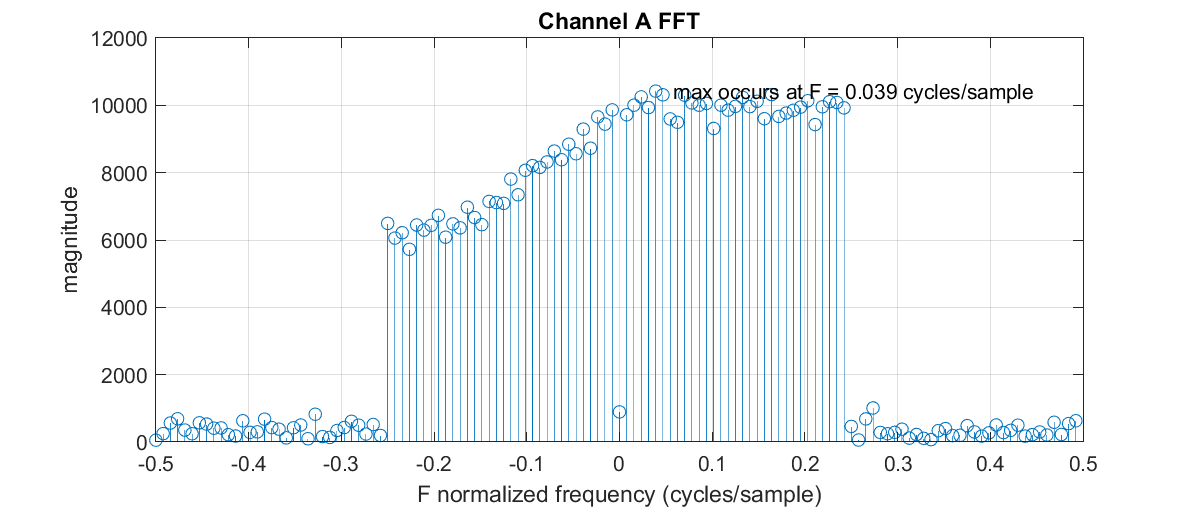 Channel A FFT
12000
10000
8000
6000
4000
2000
0
magnitude
max occurs at F = 0.039 cycles/sample
-0.5 -0.4 -0.3 -0.2 -0.1 0 0.1 0.2 0.3 0.4 0.5
F normalized frequency (cycles/sample)